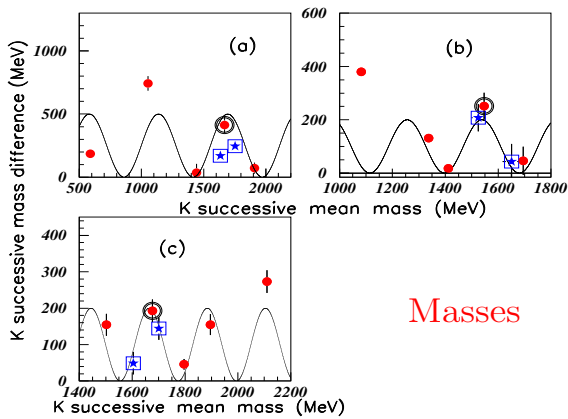 K successive mass difference (MeV)
1000
500
0
(a)
500 1000 1500 2000
K successive mean mass (MeV)
600
400
200
0
(b)
1000 1200 1400 1600 1800
K successive mean mass (MeV)
400
300
200
100
0
(c)
1400 1600 1800 2000 2200
K successive mean mass (MeV)
Masses